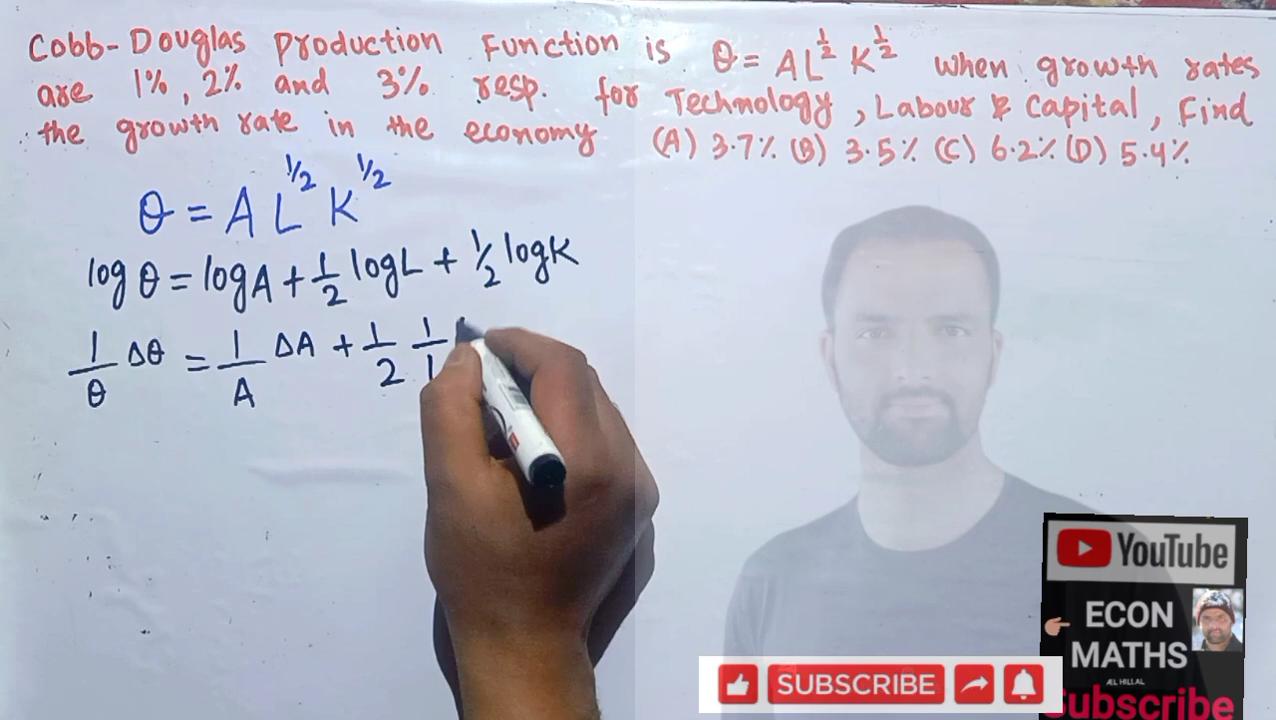 Cobb-Douglas Production Function is Q = AL^½ K^½ when growth rates
are 1%, 2% and 3% resp. for Technology, Labour & Capital, Find
the growth rate in the economy (A) 3.7% (B) 3.5% (C) 6.2% (D) 5.4%
Q = A L^1/2 K^1/2
log Q = log A + 1/2 log L + 1/2 log K
1/Q ΔQ = 1/A ΔA + 1/2 1/
YouTube
ECON
MATHS
ÆL HILLAL
SUBSCRIBE
Subscribe